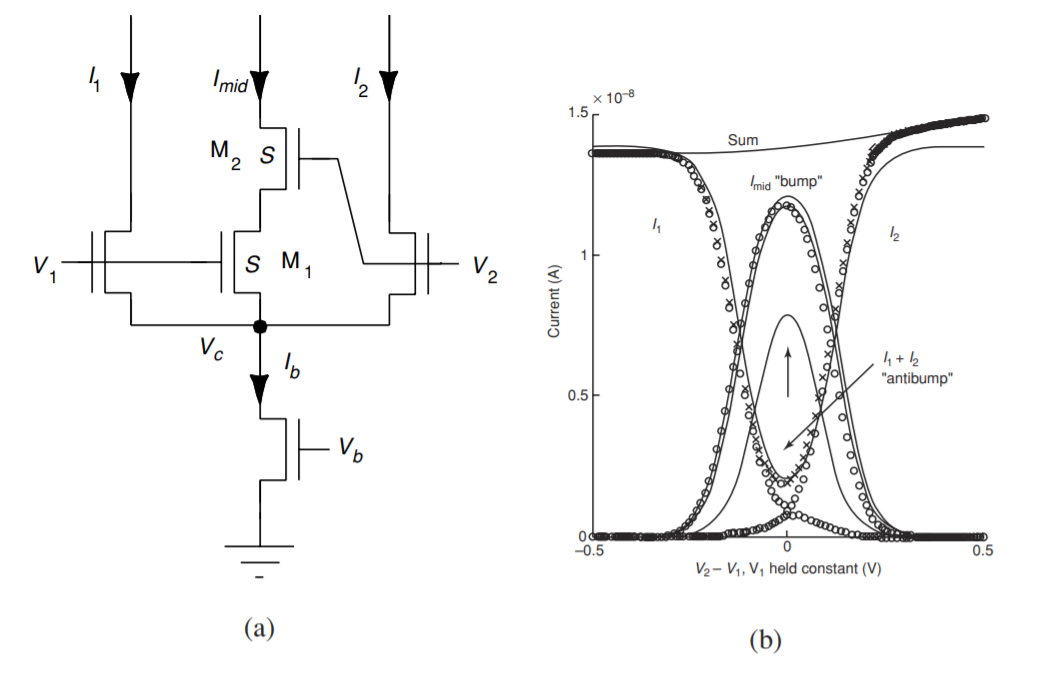 I1
Imid
I2
M2 S
V1
S M1
V2
Vc
Ib
Vb
(a)
× 10–8
1.5
Sum
Imid "bump"
I1
I2
1
Current (A)
I1 + I2
"antibump"
0.5
0
–0.5
0
0.5
V2 – V1, V1 held constant (V)
(b)